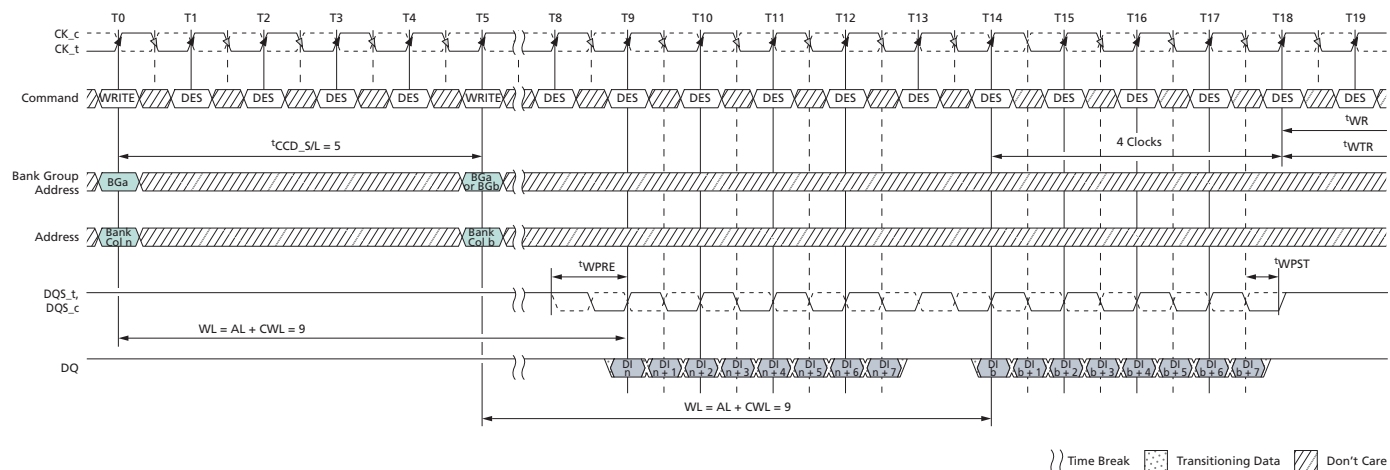 T0 T1 T2 T3 T4 T5 T8 T9 T10 T11 T12 T13 T14 T15 T16 T17 T18 T19
CK_c
CK_t
Command WRITE DES DES DES DES WRITE DES DES DES DES DES DES DES DES DES DES DES DES
tWR
tCCD_S/L = 5 4 Clocks tWTR
Bank Group
Address BGa BGa
or BGb
Address Bank
Col n Bank
Col b
tWPRE tWPST
DQS_t,
DQS_c
WL = AL + CWL = 9
DQ DI
n DI
n + 1 DI
n + 2 DI
n + 3 DI
n + 4 DI
n + 5 DI
n + 6 DI
n + 7 DI
b DI
b + 1 DI
b + 2 DI
b + 3 DI
b + 4 DI
b + 5 DI
b + 6 DI
b + 7
WL = AL + CWL = 9
Time Break Transitioning Data Don't Care